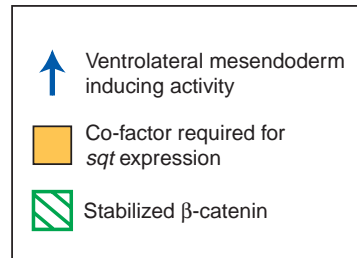 Ventrolateral mesendoderm
inducing activity
Co-factor required for
sqt expression
Stabilized β-catenin